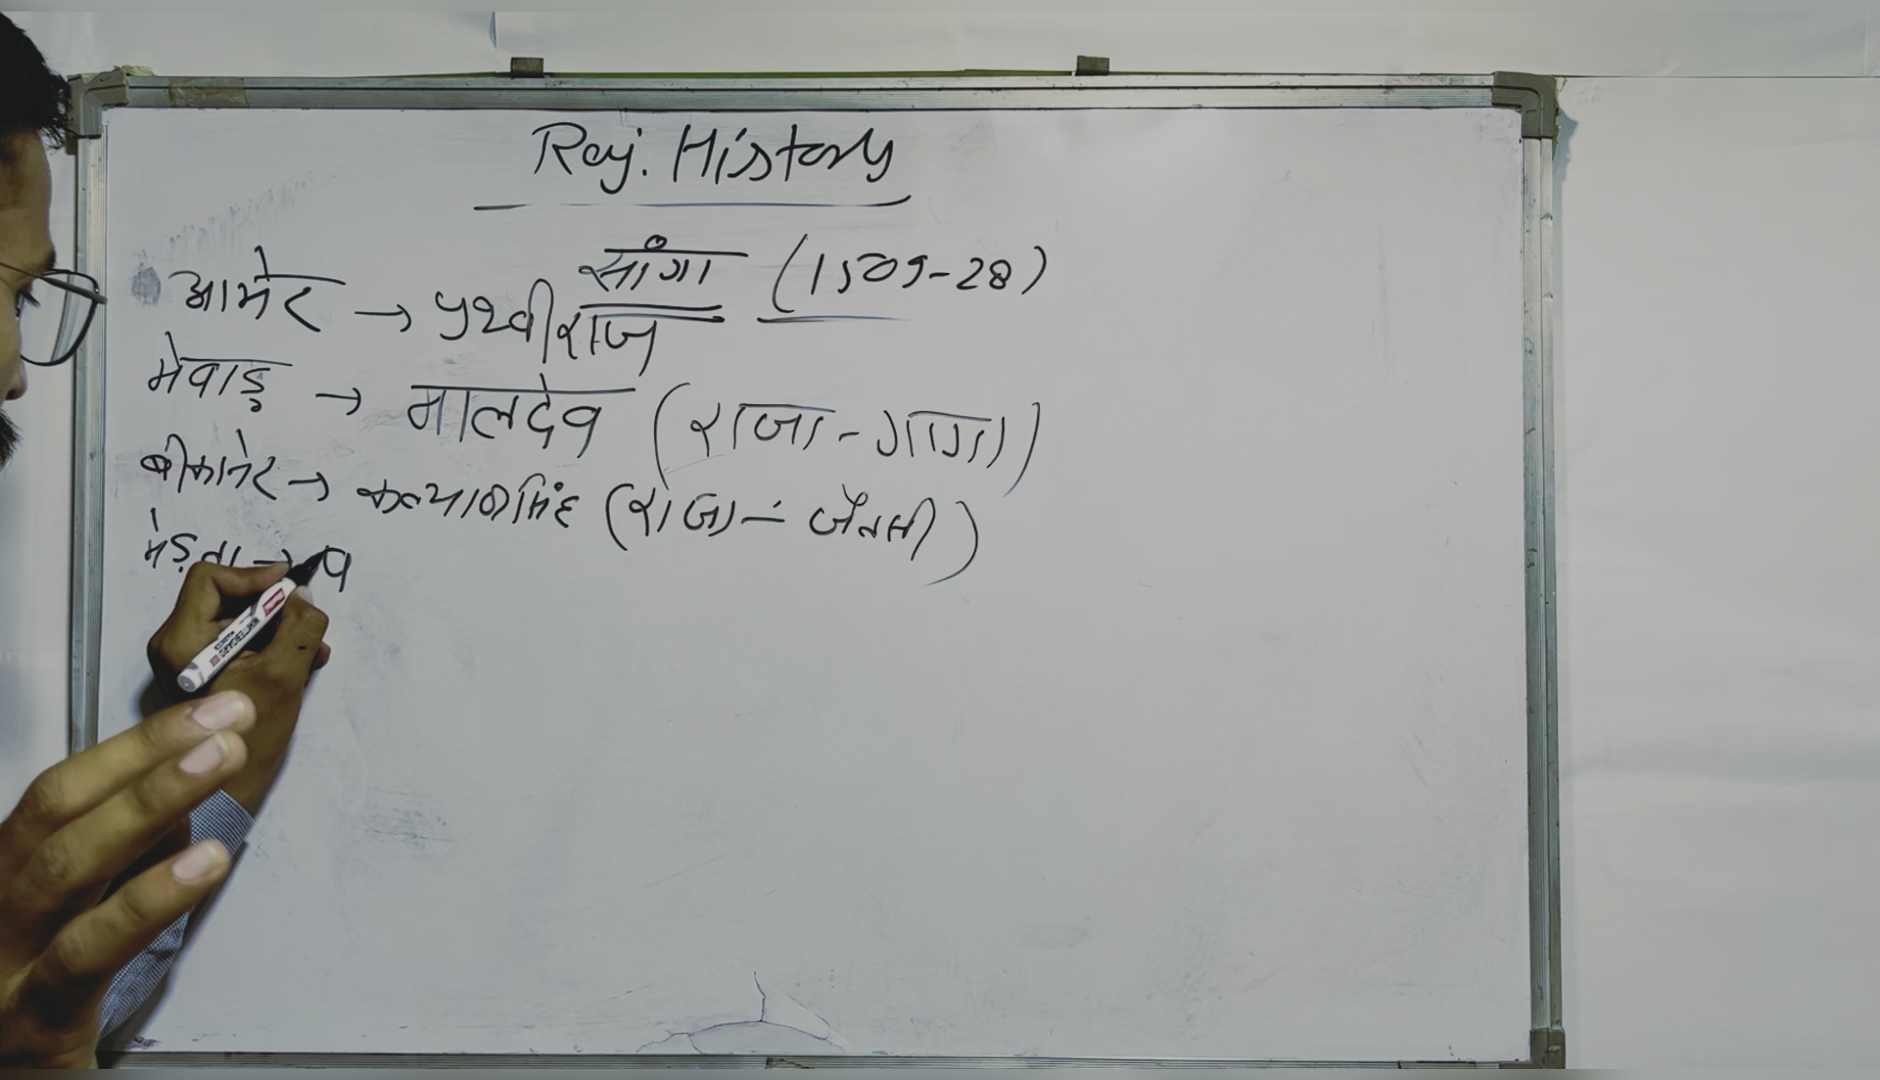 Raj. History
सांगा (1509-28)
आमेर → पृथ्वीराज
मेवाड़ → मालदेव (राजा - गांगा)
बीकानेर → कल्याणसिंह (राजा - जैतसी)
मेड़ता → व